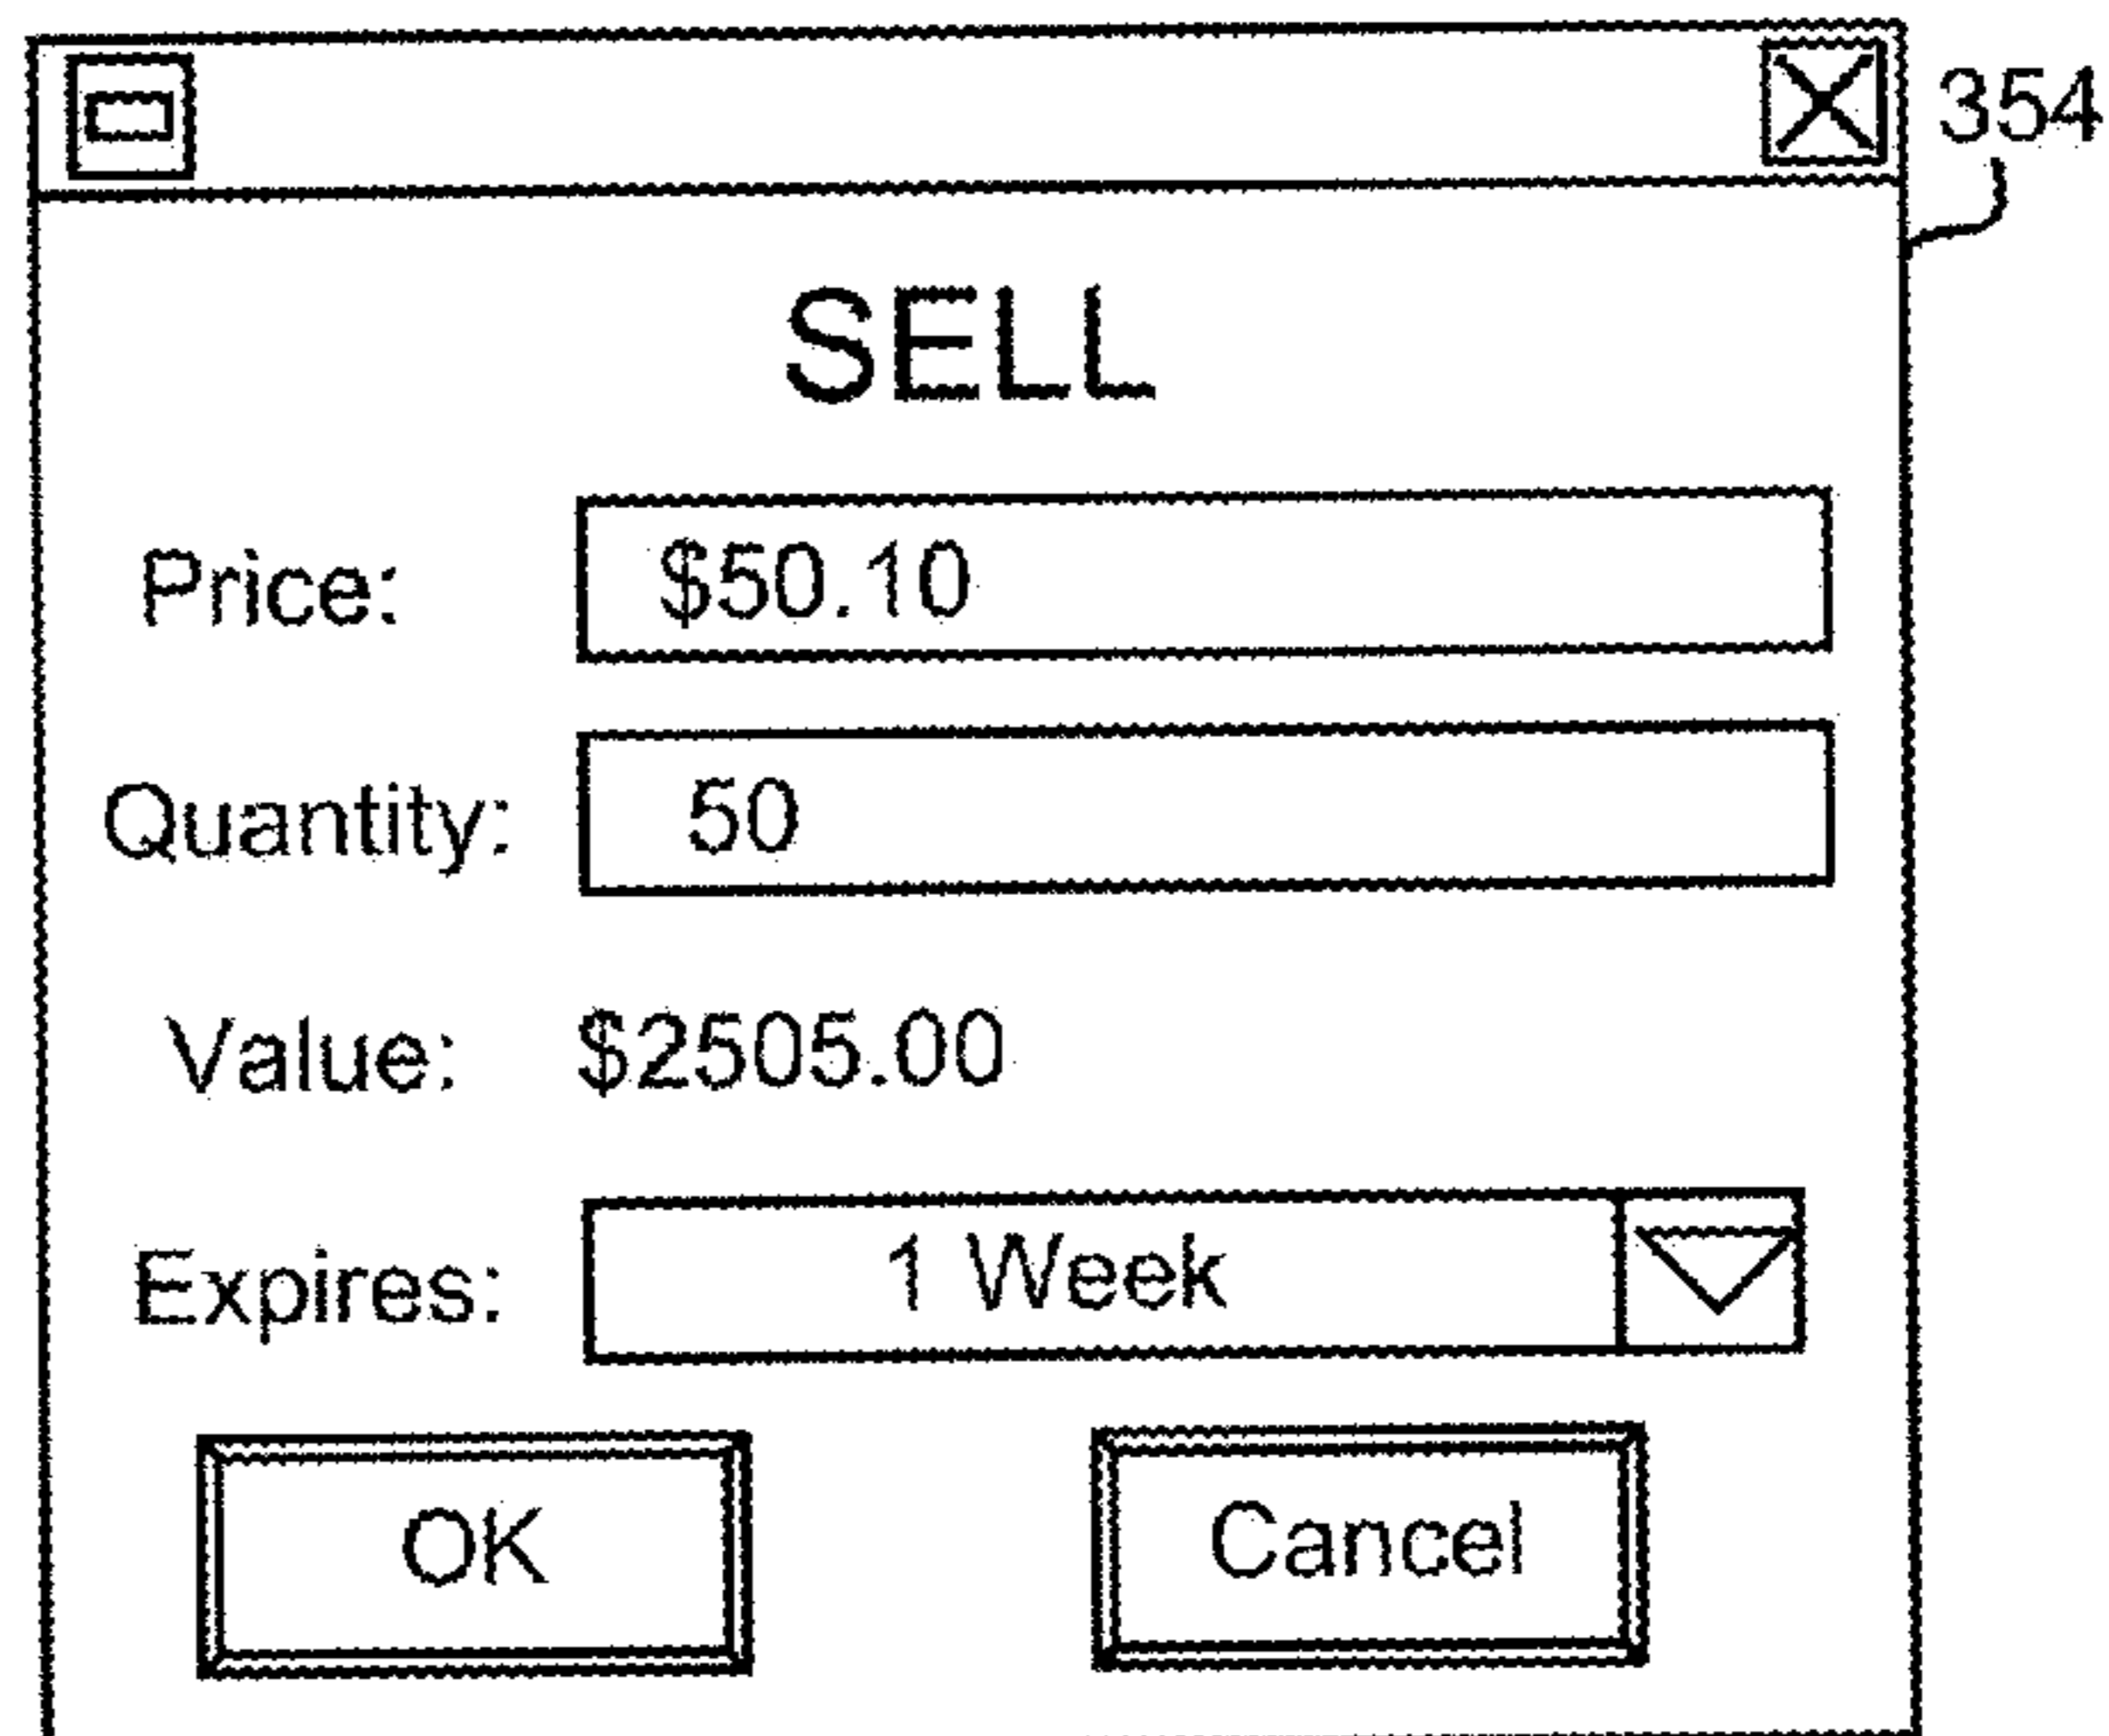 354
SELL
Price: $50.10
Quantity: 50
Value: $2505.00
Expires: 1 Week
OK Cancel